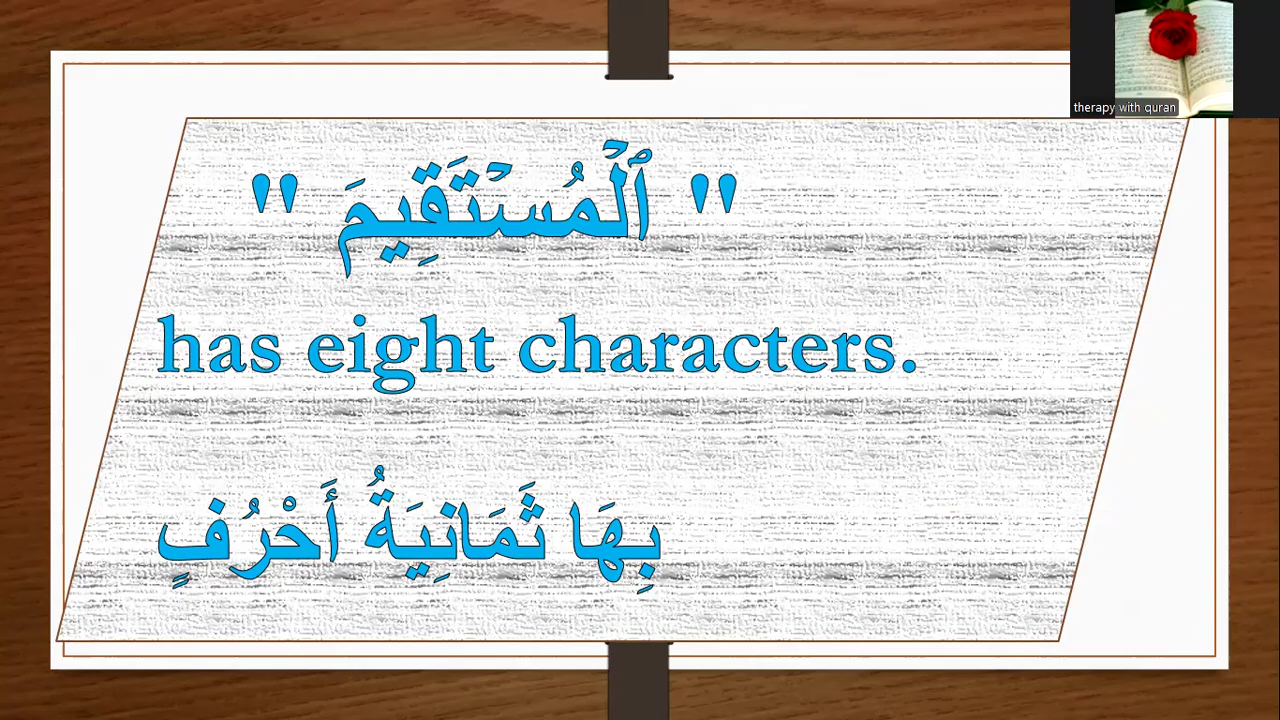 therapy with quran
" ٱلْمُسْتَقِيمَ "
has eight characters.
بِهَا ثَمَانِيَةُ أَحْرُفٍ